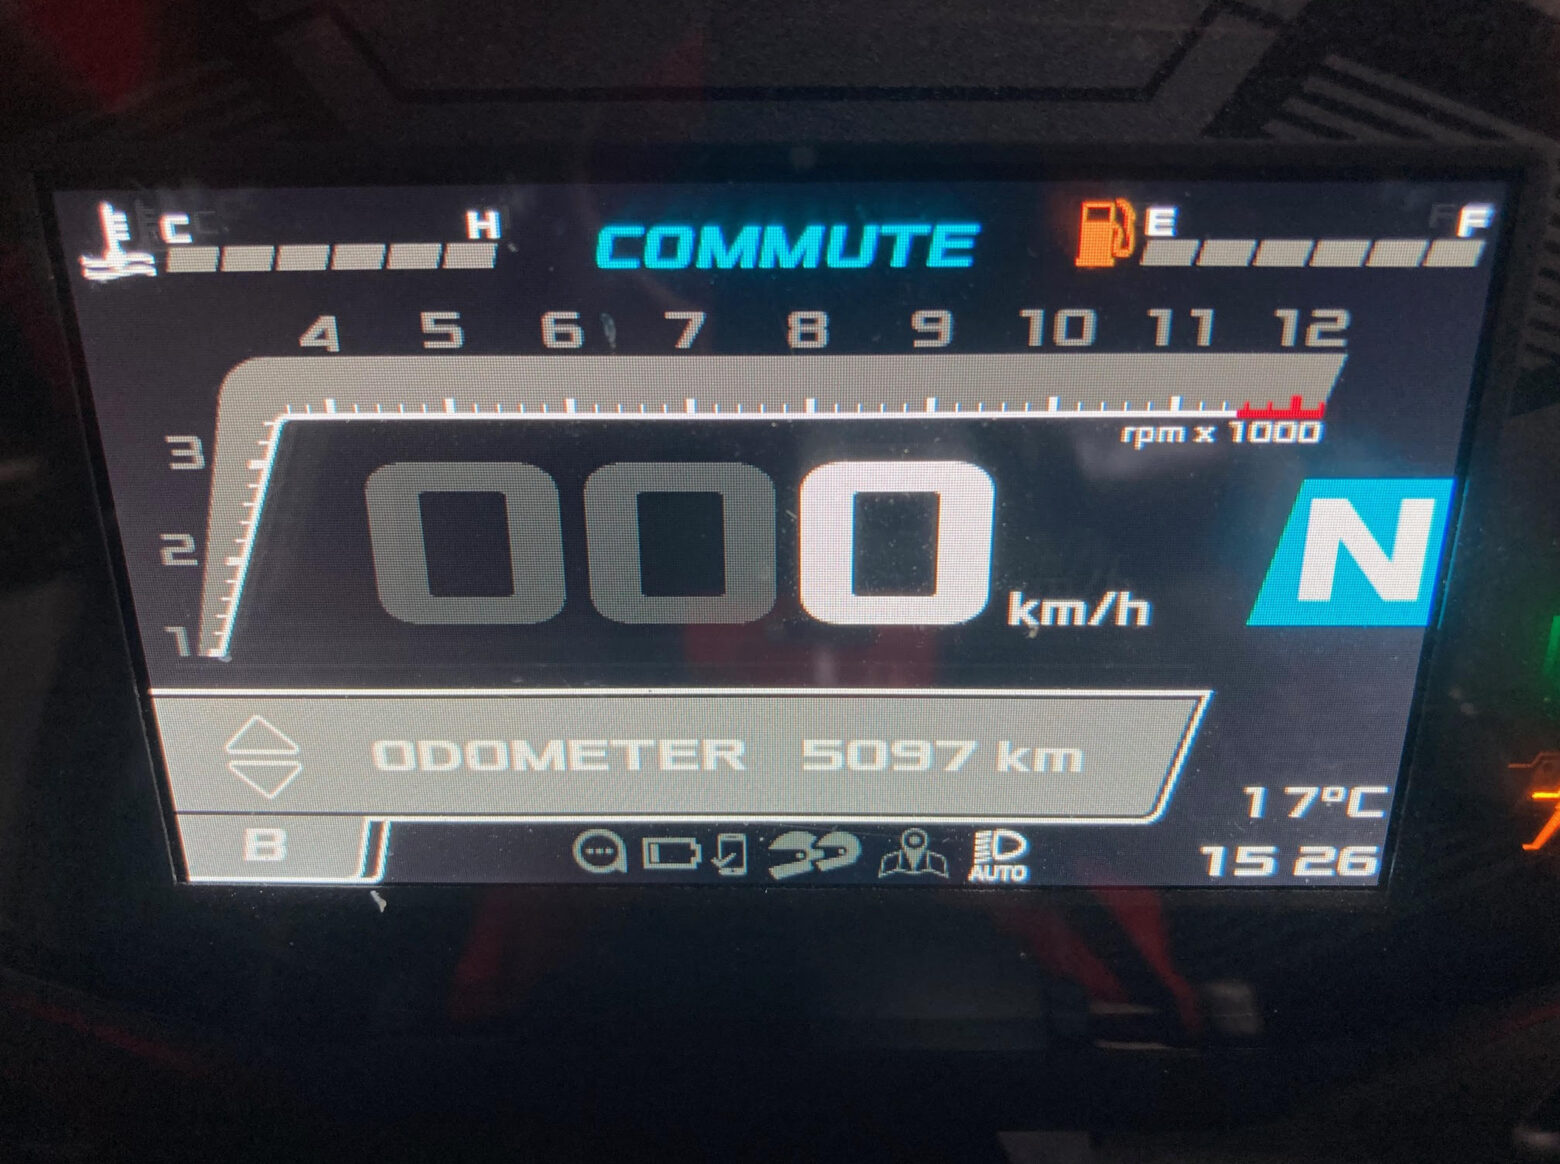 C H COMMUTE E F
4 5 6 7 8 9 10 11 12
rpm x 1000
3
2
1
000 km/h
N
ODOMETER 5097 km
17ºC
B
AUTO
15 26